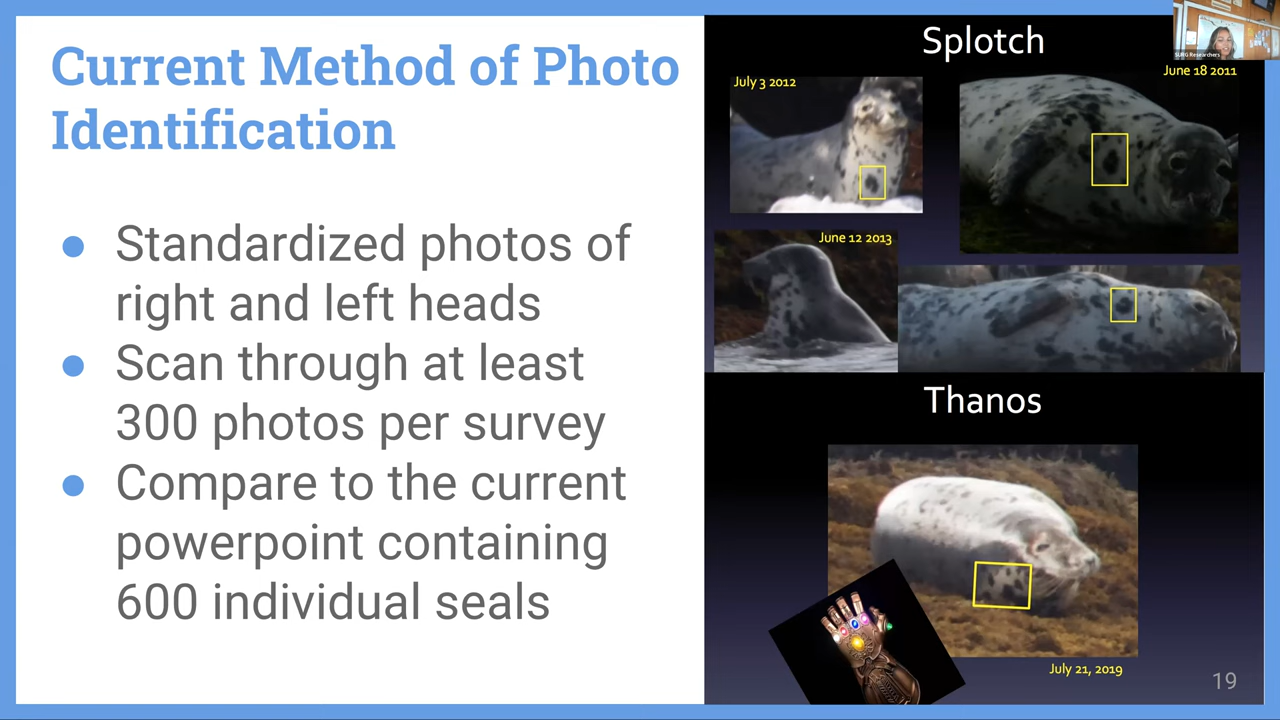 Current Method of Photo
Identification
● Standardized photos of
right and left heads
● Scan through at least
300 photos per survey
● Compare to the current
powerpoint containing
600 individual seals
Splotch
July 3 2012
June 18 2011
June 12 2013
Thanos
July 21, 2019
19
SURG Researchers